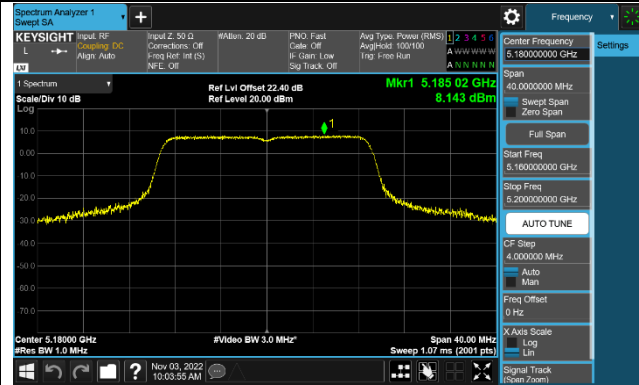 Spectrum Analyzer 1
Swept SA
Frequency
KEYSIGHT
L
LXI
Input: RF
Coupling: DC
Align: Auto
Input Z: 50 Ω
Corrections: Off
Freq Ref: Int (S)
NFE: Off
#Atten: 20 dB
PNO: Fast
Gate: Off
IF Gain: Low
Sig Track: Off
Avg Type: Power (RMS)
Avg|Hold: 100/100
Trig: Free Run
1 2 3 4 5 6
A W W W W W
A N N N N N
1 Spectrum
Scale/Div 10 dB
Log
Ref Lvl Offset 22.40 dB
Ref Level 20.00 dBm
Mkr1 5.185 02 GHz
8.143 dBm
1
10.0
0.00
-10.0
-20.0
-30.0
-40.0
-50.0
-60.0
-70.0
Center 5.18000 GHz
#Res BW 1.0 MHz
#Video BW 3.0 MHz*
Span 40.00 MHz
Sweep 1.07 ms (2001 pts)
Nov 03, 2022
10:03:55 AM
Center Frequency
5.180000000 GHz
Settings
Span
40.0000000 MHz
Swept Span
Zero Span
Full Span
Start Freq
5.160000000 GHz
Stop Freq
5.200000000 GHz
AUTO TUNE
CF Step
4.000000 MHz
Auto
Man
Freq Offset
0 Hz
X Axis Scale
Log
Lin
Signal Track
(Span Zoom)